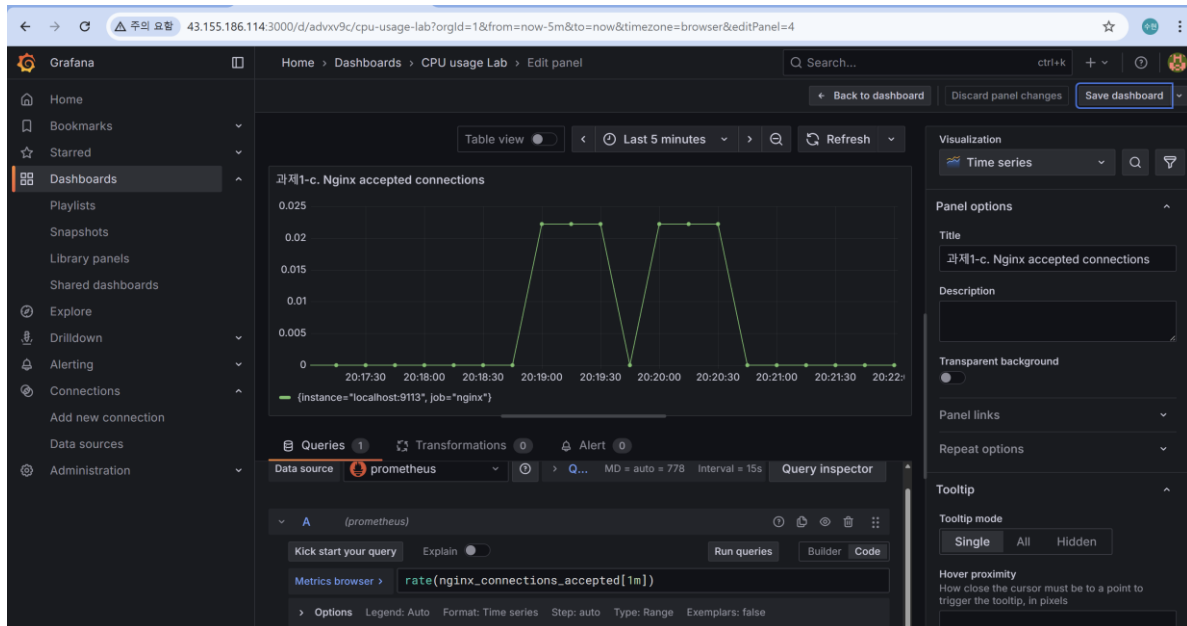 주의 요함 43.155.186.114:3000/d/advxv9c/cpu-usage-lab?orgId=1&from=now-5m&to=now&timezone=browser&editPanel=4
수현
Grafana
Home › Dashboards › CPU usage Lab › Edit panel
Search... ctrl+k
Back to dashboard Discard panel changes Save dashboard
Home
Bookmarks
Starred
Dashboards
Playlists
Snapshots
Library panels
Shared dashboards
Explore
Drilldown
Alerting
Connections
Add new connection
Data sources
Administration
Table view Last 5 minutes Refresh
과제1-c. Nginx accepted connections
0.025
0.02
0.015
0.01
0.005
0
20:17:30 20:18:00 20:18:30 20:19:00 20:19:30 20:20:00 20:20:30 20:21:00 20:21:30 20:22:
{instance="localhost:9113", job="nginx"}
Queries 1 Transformations 0 Alert 0
Data source prometheus Q... MD = auto = 778 Interval = 15s Query inspector
A (prometheus)
Kick start your query Explain Run queries Builder Code
Metrics browser › rate(nginx_connections_accepted[1m])
› Options Legend: Auto Format: Time series Step: auto Type: Range Exemplars: false
Visualization
Time series
Panel options
Title
과제1-c. Nginx accepted connections
Description
Transparent background
Panel links
Repeat options
Tooltip
Tooltip mode
Single All Hidden
Hover proximity
How close the cursor must be to a point to
trigger the tooltip, in pixels